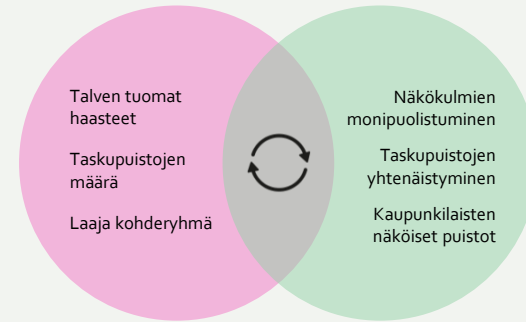 Talven tuomat
haasteet
Taskupuistojen
määrä
Laaja kohderyhmä
Näkökulmien
monipuolistuminen
Taskupuistojen
yhtenäistyminen
Kaupunkilaisten
näköiset puistot